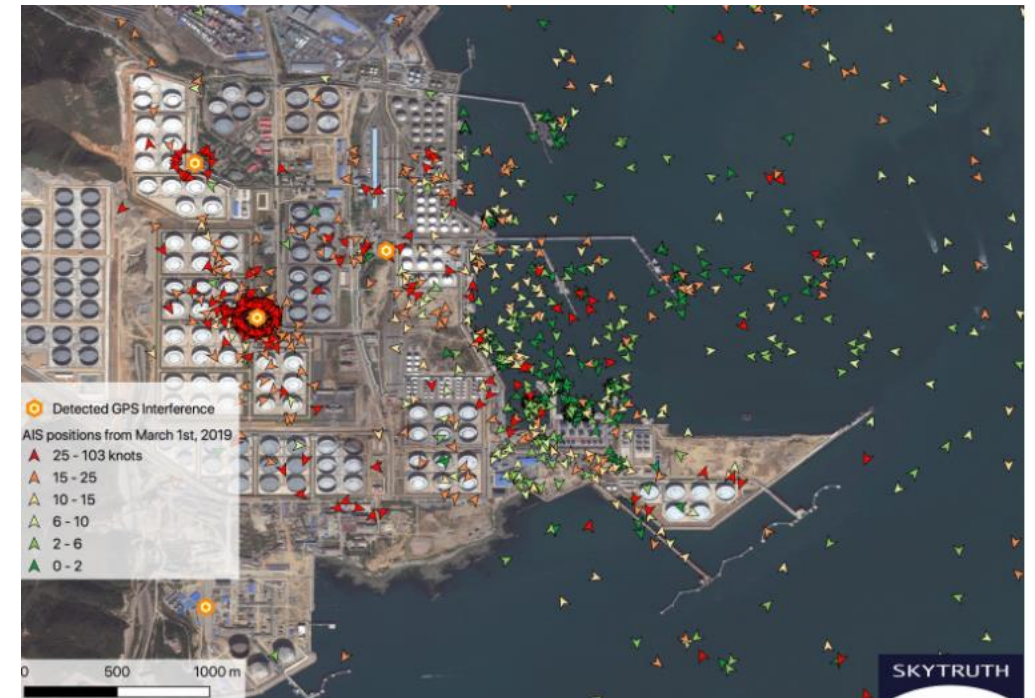 Detected GPS Interference
AIS positions from March 1st, 2019
25 - 103 knots
15 - 25
10 - 15
6 - 10
2 - 6
0 - 2
0 500 1000 m
SKYTRUTH